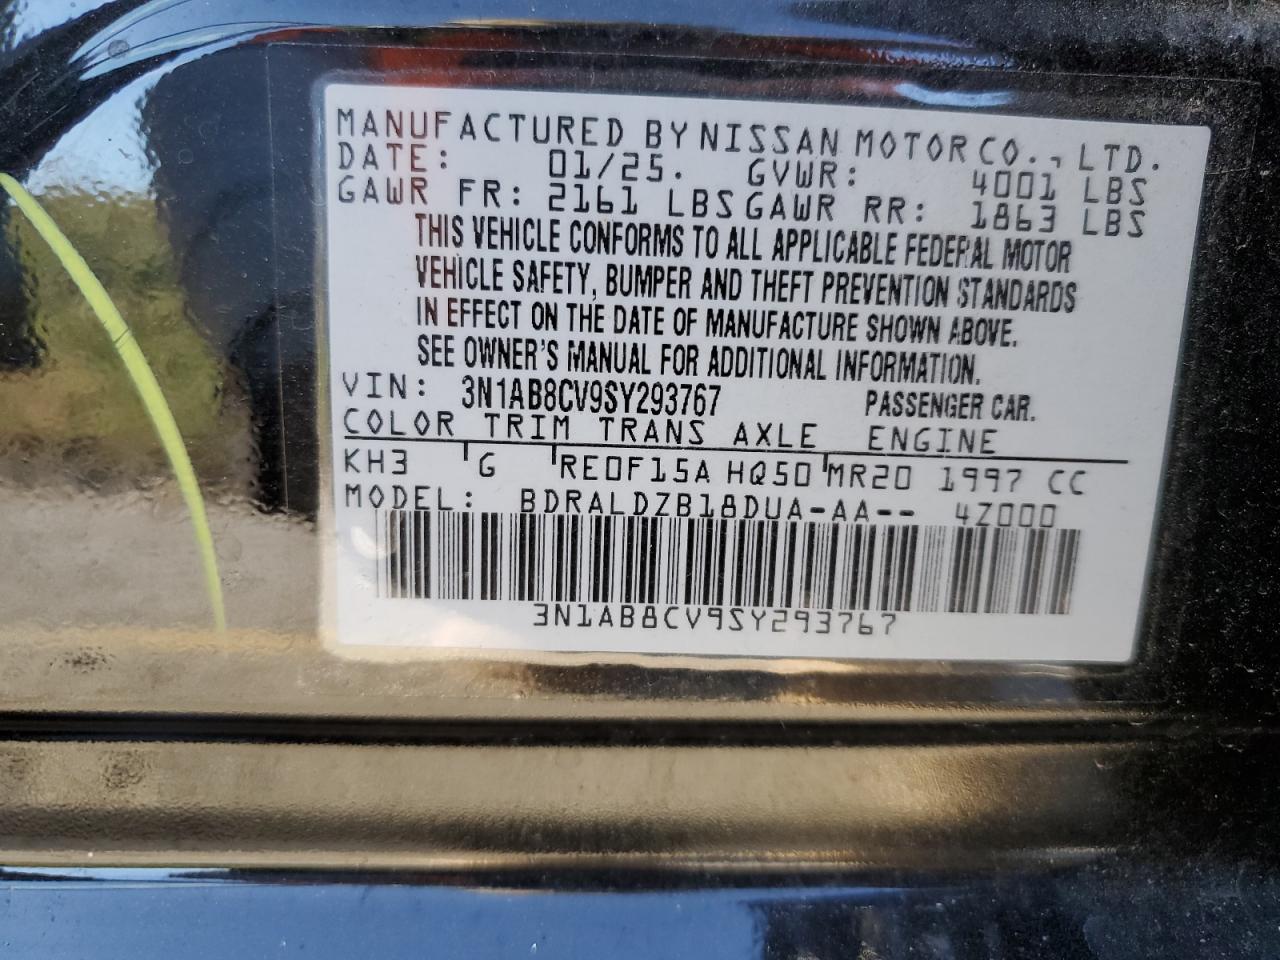 MANUFACTURED BY NISSAN MOTOR CO., LTD.
DATE: 01/25. GVWR: 4001 LBS
GAWR FR: 2161 LBS GAWR RR: 1863 LBS
THIS VEHICLE CONFORMS TO ALL APPLICABLE FEDERAL MOTOR
VEHICLE SAFETY, BUMPER AND THEFT PREVENTION STANDARDS
IN EFFECT ON THE DATE OF MANUFACTURE SHOWN ABOVE.
SEE OWNER'S MANUAL FOR ADDITIONAL INFORMATION.
VIN: 3N1AB8CV9SY293767 PASSENGER CAR.
COLOR TRIM TRANS AXLE ENGINE
KH3 G RE0F15A HQ50 MR20 1997 CC
MODEL: BDRALDZB18DUA-AA-- 4Z000
3N1AB8CV9SY293767